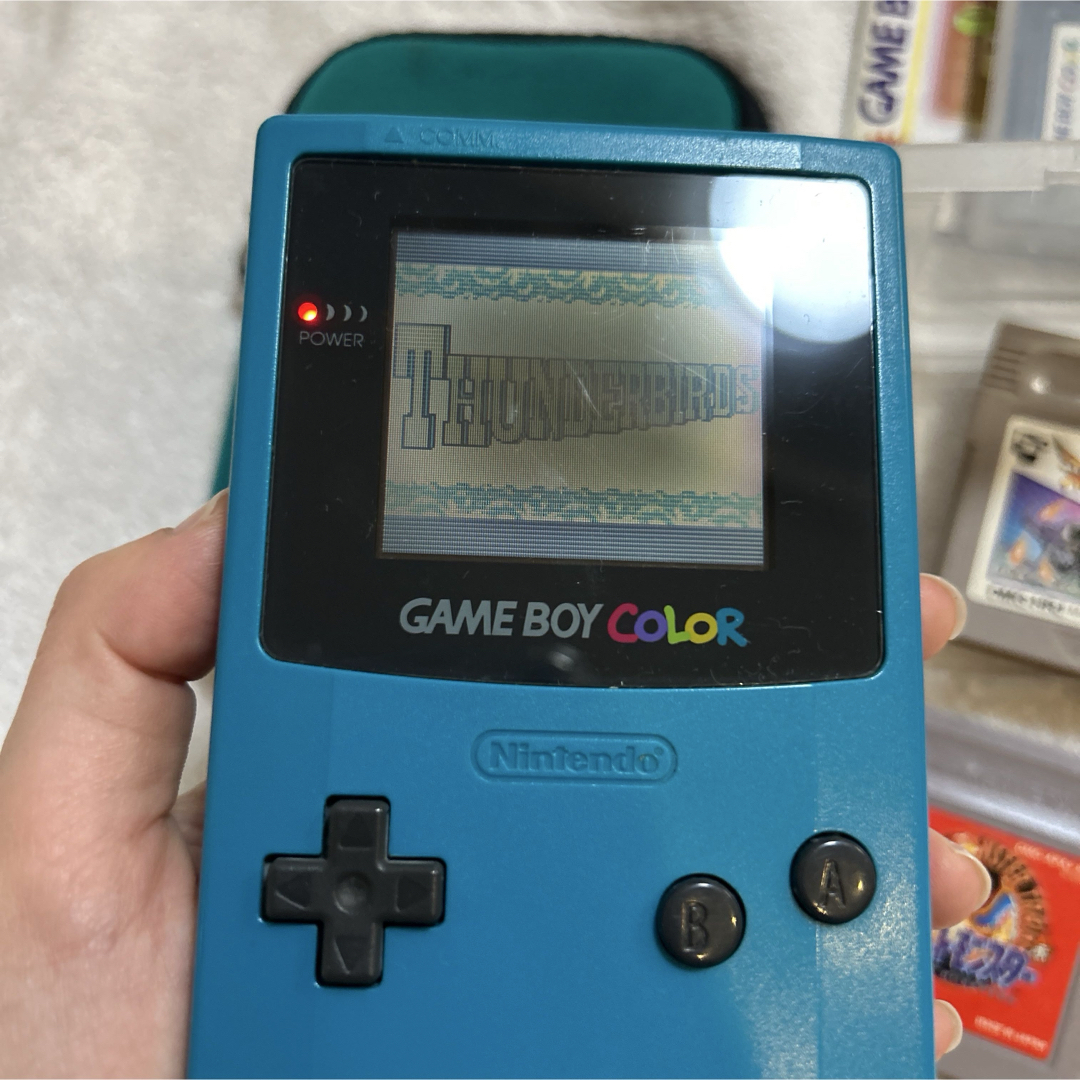 ▲ COMM.
POWER
THUNDERBIRDS
GAME BOY COLOR
Nintendo®
B
A
GAME B